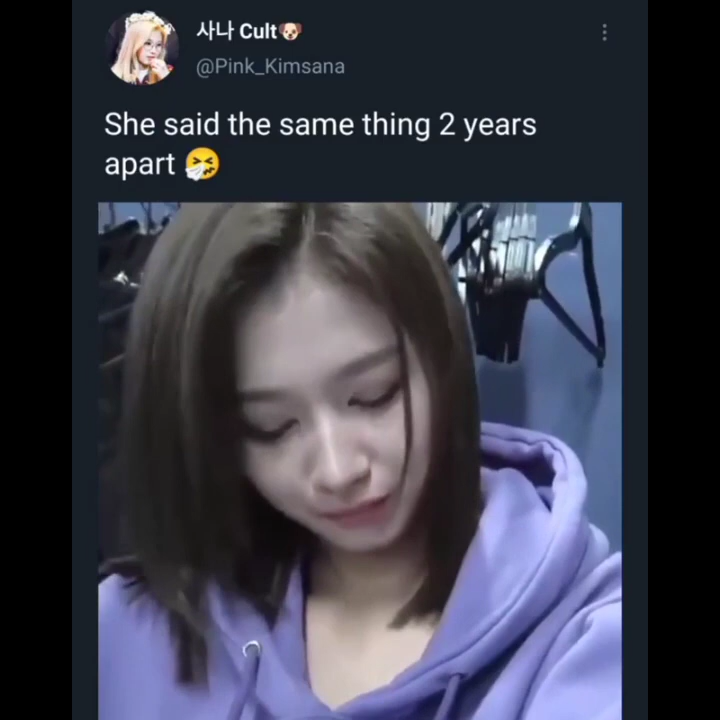 사나 Cult🐶
@Pink_Kimsana
She said the same thing 2 years
apart 🤧